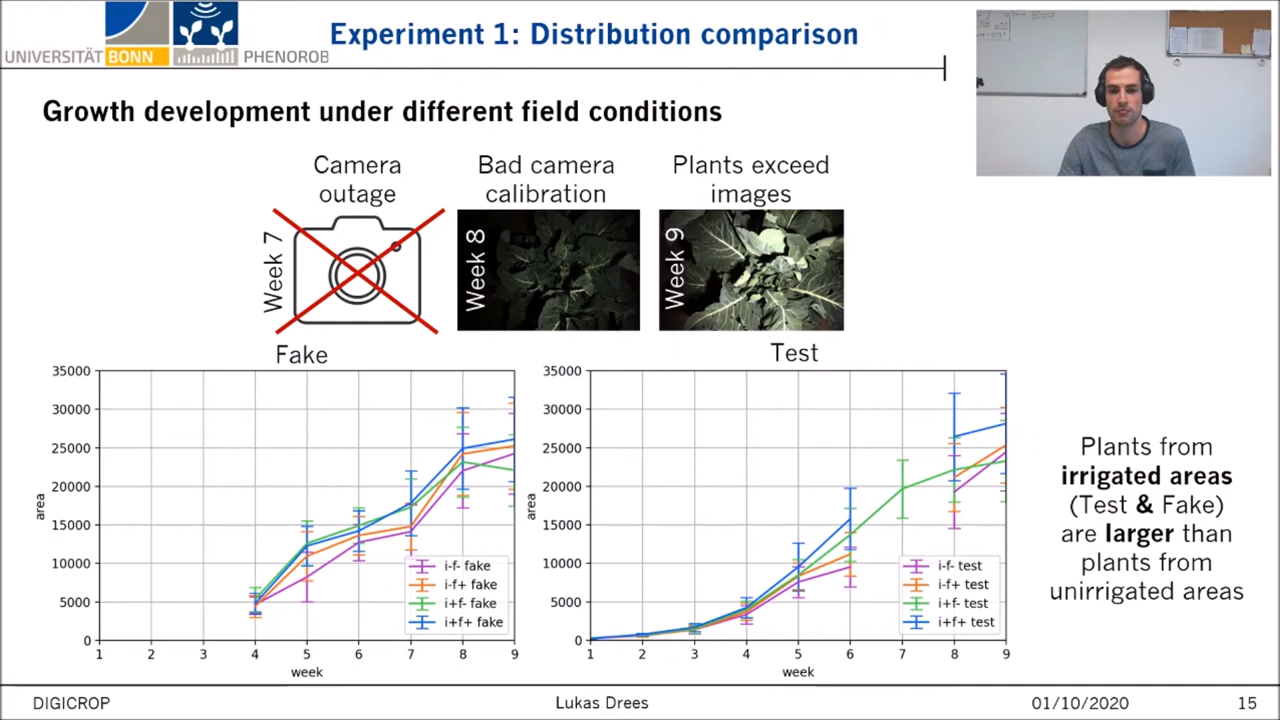 Experiment 1: Distribution comparison
UNIVERSITÄT BONN
PHENOROB
Growth development under different field conditions
Camera
outage
Bad camera
calibration
Plants exceed
images
Week 7
Week 8
Week 9
Fake
35000
30000
25000
20000
15000
10000
5000
0
area
1 2 3 4 5 6 7 8 9
week
i-f- fake
i-f+ fake
i+f- fake
i+f+ fake
Test
35000
30000
25000
20000
15000
10000
5000
0
area
1 2 3 4 5 6 7 8 9
week
i-f- test
i-f+ test
i+f- test
i+f+ test
Plants from
irrigated areas
(Test & Fake)
are larger than
plants from
unirrigated areas
DIGICROP
Lukas Drees
01/10/2020
15